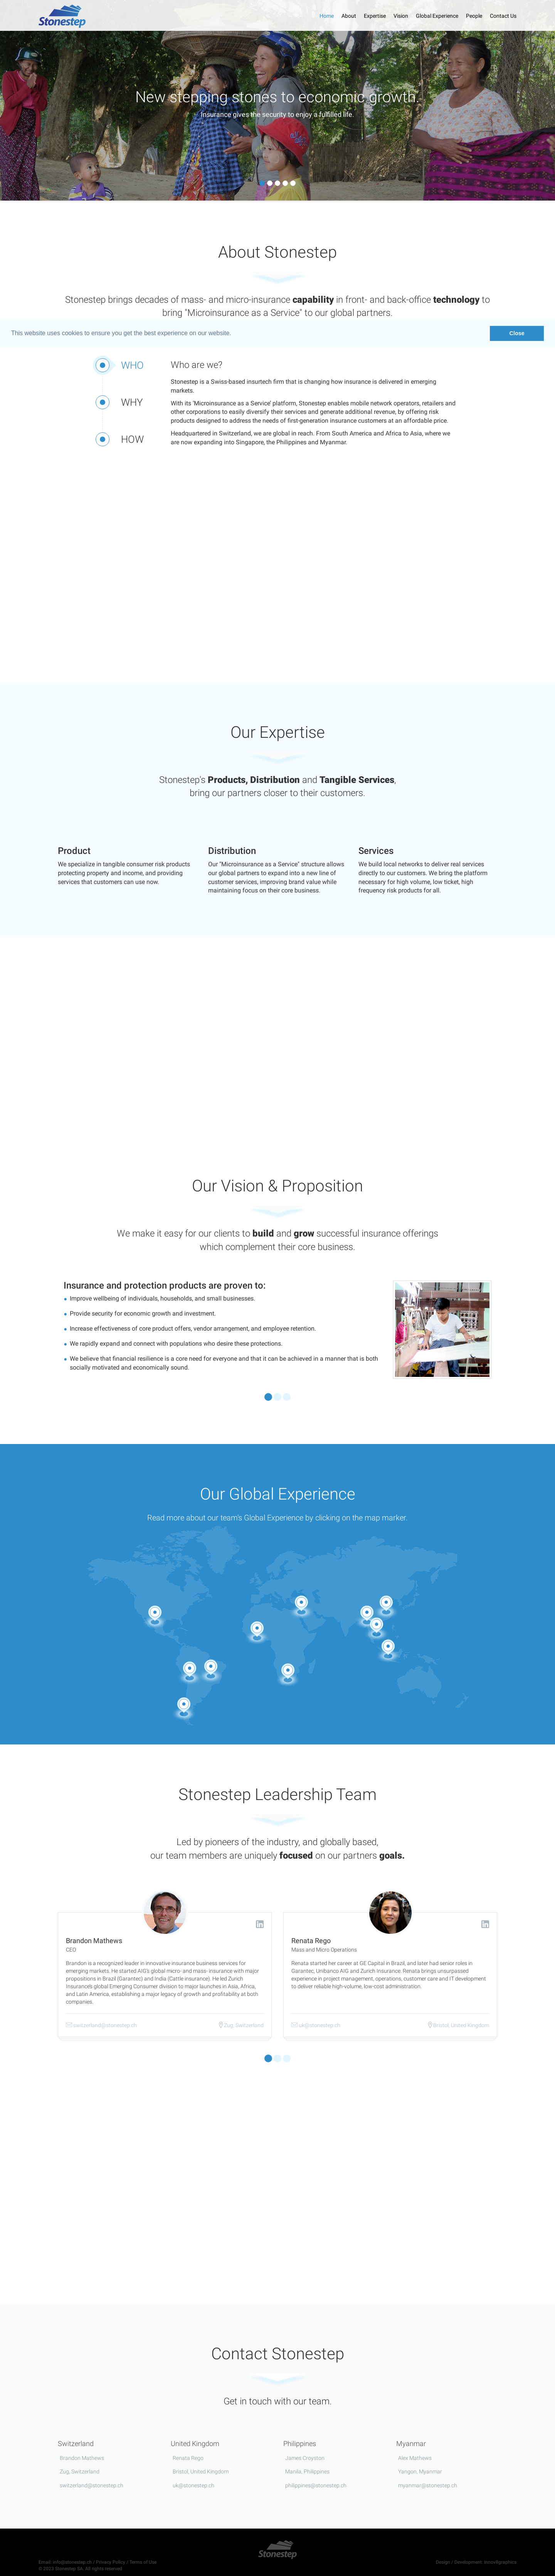 Stonestep
Home About Expertise Vision Global Experience People Contact Us
New stepping stones to economic growth.
Insurance gives the security to enjoy a fulfilled life.
About Stonestep
Stonestep brings decades of mass- and micro-insurance capability in front- and back-office technology to
bring "Microinsurance as a Service" to our global partners.
This website uses cookies to ensure you get the best experience on our website.
Close
WHO
WHY
HOW
Who are we?
Stonestep is a Swiss-based insurtech firm that is changing how insurance is delivered in emerging
markets.
With its 'Microinsurance as a Service' platform, Stonestep enables mobile network operators, retailers and
other corporations to easily diversify their services and generate additional revenue, by offering risk
products designed to address the needs of first-generation insurance customers at an affordable price.
Headquartered in Switzerland, we are global in reach. From South America and Africa to Asia, where we
are now expanding into Singapore, the Philippines and Myanmar.
Our Expertise
Stonestep's Products, Distribution and Tangible Services,
bring our partners closer to their customers.
Product
We specialize in tangible consumer risk products
protecting property and income, and providing
services that customers can use now.
Distribution
Our "Microinsurance as a Service" structure allows
our global partners to expand into a new line of
customer services, improving brand value while
maintaining focus on their core business.
Services
We build local networks to deliver real services
directly to our customers. We bring the platform
necessary for high volume, low ticket, high
frequency risk products for all.
Our Vision & Proposition
We make it easy for our clients to build and grow successful insurance offerings
which complement their core business.
Insurance and protection products are proven to:
Improve wellbeing of individuals, households, and small businesses.
Provide security for economic growth and investment.
Increase effectiveness of core product offers, vendor arrangement, and employee retention.
We rapidly expand and connect with populations who desire these protections.
We believe that financial resilience is a core need for everyone and that it can be achieved in a manner that is both
socially motivated and economically sound.
Our Global Experience
Read more about our team's Global Experience by clicking on the map marker.
Stonestep Leadership Team
Led by pioneers of the industry, and globally based,
our team members are uniquely focused on our partners goals.
Brandon Mathews
CEO
Brandon is a recognized leader in innovative insurance business services for
emerging markets. He started AIG's global micro- and mass- insurance with major
propositions in Brazil (Garantec) and India (Cattle insurance). He led Zurich
Insurance's global Emerging Consumer division to major launches in Asia, Africa,
and Latin America, establishing a major legacy of growth and profitability at both
companies.
switzerland@stonestep.ch
Zug, Switzerland
Renata Rego
Mass and Micro Operations
Renata started her career at GE Capital in Brazil, and later had senior roles in
Garantec, Unibanco AIG and Zurich Insurance. Renata brings unsurpassed
experience in project management, operations, customer care and IT development
to deliver reliable high-volume, low-cost administration.
uk@stonestep.ch
Bristol, United Kingdom
Contact Stonestep
Get in touch with our team.
Switzerland
Brandon Mathews
Zug, Switzerland
switzerland@stonestep.ch
United Kingdom
Renata Rego
Bristol, United Kingdom
uk@stonestep.ch
Philippines
James Croyston
Manila, Philippines
philippines@stonestep.ch
Myanmar
Alex Mathews
Yangon, Myanmar
myanmar@stonestep.ch
Stonestep
Email: info@stonestep.ch / Privacy Policy / Terms of Use
© 2023 Stonestep SA. All rights reserved